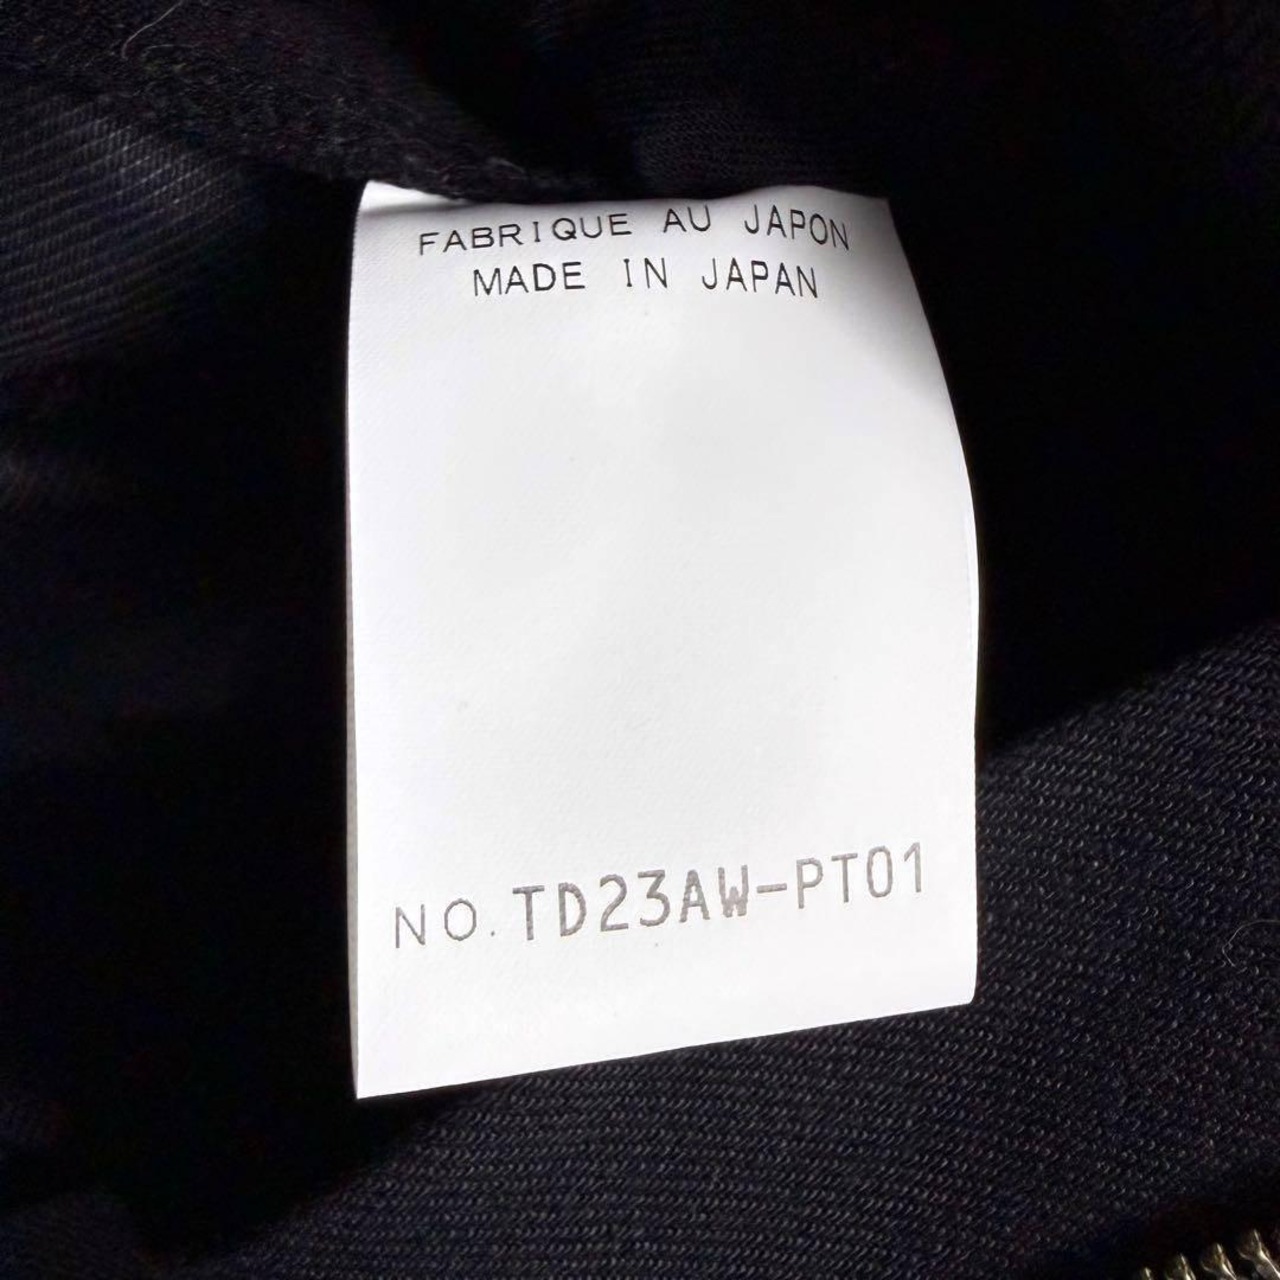 FABRIQUE AU JAPON
MADE IN JAPAN
NO. TD23AW-PT01